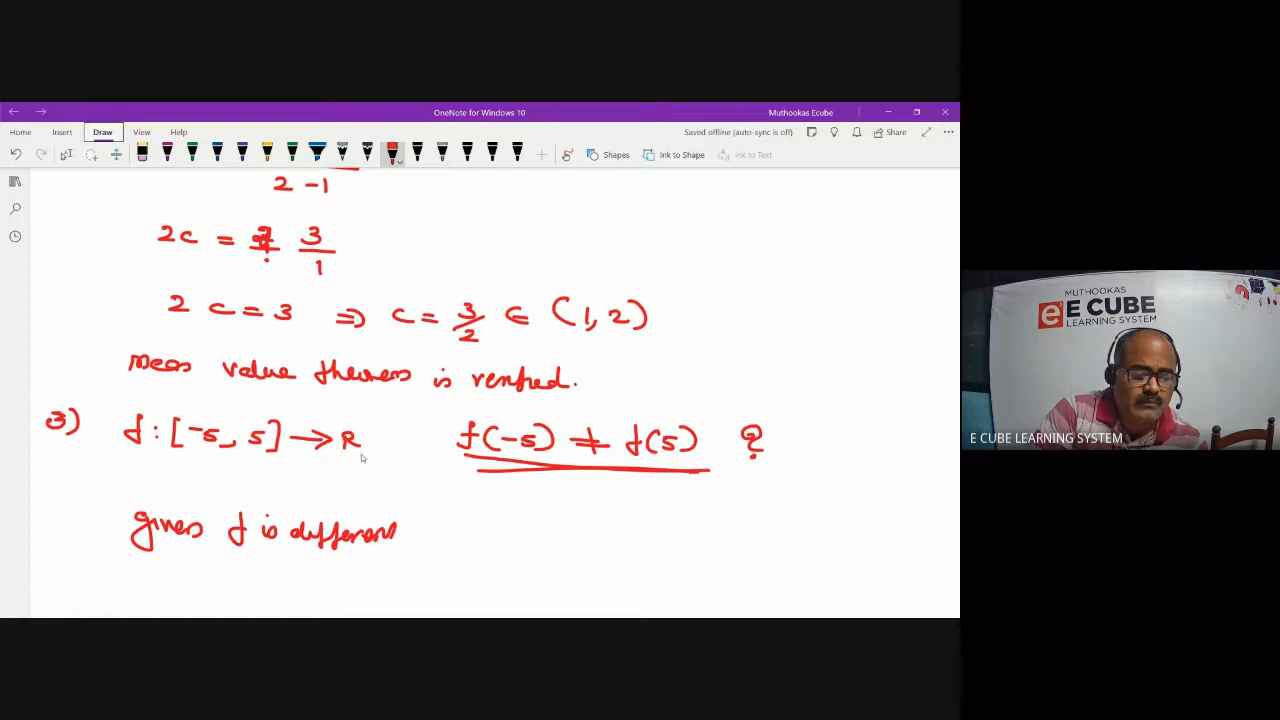 OneNote for Windows 10
Muthookas Ecube
Home Insert Draw View Help
Saved offline (auto-sync is off)
Share
Shapes
Ink to Shape
Ink to Text
2 - 1
2c = 3/1
2 c = 3 ⇒ c = 3/2 ∈ (1, 2)
Mean value theorem is verified.
3) f : [-5, 5] → R f(-5) ≠ f(5) ?
given f is different
MUTHOOKAS
e E CUBE
LEARNING SYSTEM
E CUBE LEARNING SYSTEM